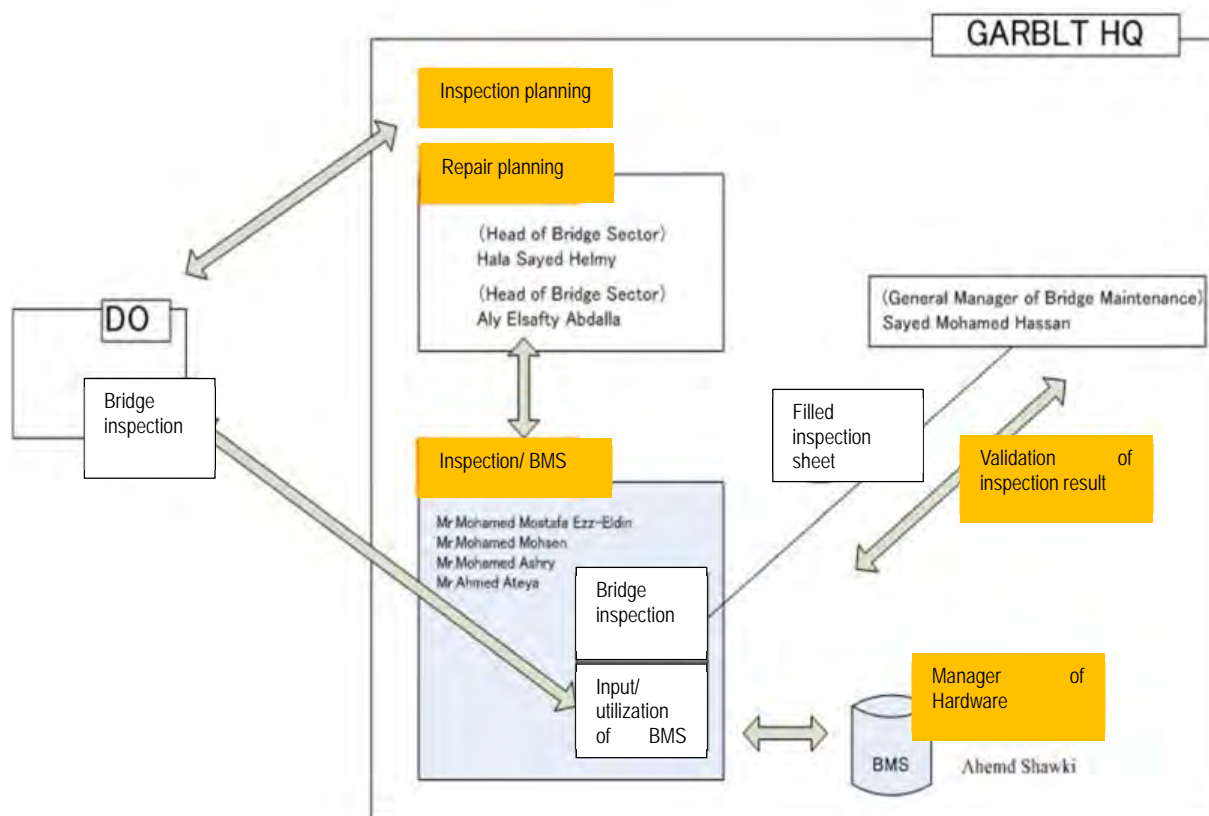 GARBLT HQ
Inspection planning
Repair planning
(Head of Bridge Sector)
Hala Sayed Helmy
(Head of Bridge Sector)
Aly Elsafty Abdalla
(General Manager of Bridge Maintenance)
Sayed Mohamed Hassan
DO
Bridge
inspection
Filled
inspection
sheet
Validation of
inspection result
Inspection/ BMS
Mr Mohamed Mostafa Ezz-Eldin
Mr Mohamed Mohsen
Mr Mohamed Ashry
Mr Ahmed Ateya
Bridge
inspection
Input/
utilization
of BMS
Manager of
Hardware
BMS
Ahemd Shawki